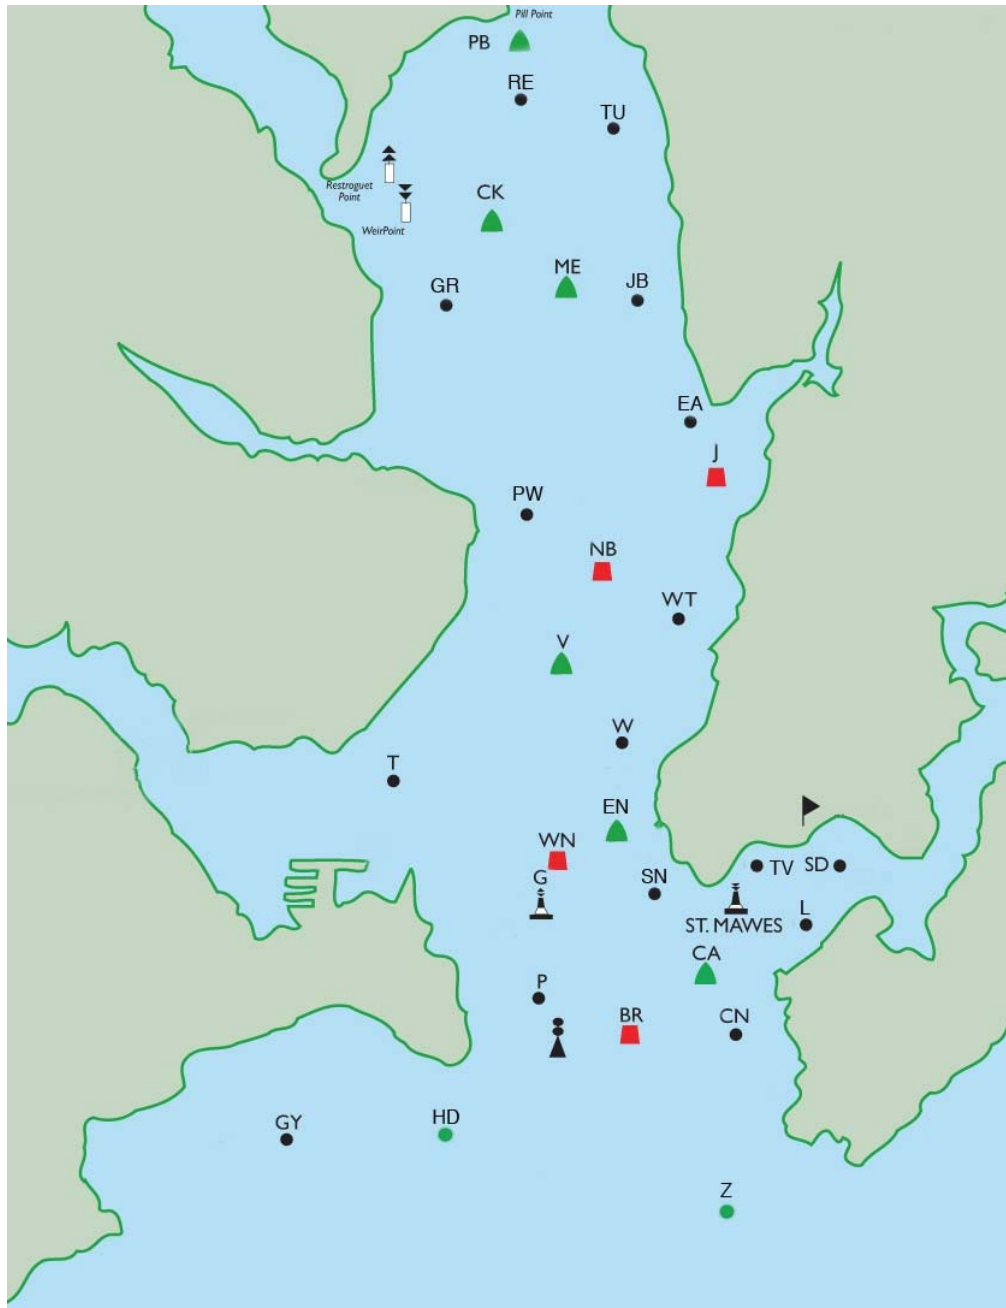 Pill Point
PB
RE
TU
Restroguet
Point
CK
WeirPoint
ME
GR
JB
EA
J
PW
NB
WT
V
W
T
EN
WN
G
SN
TV
SD
ST. MAWES
L
CA
P
BR
CN
GY
HD
Z